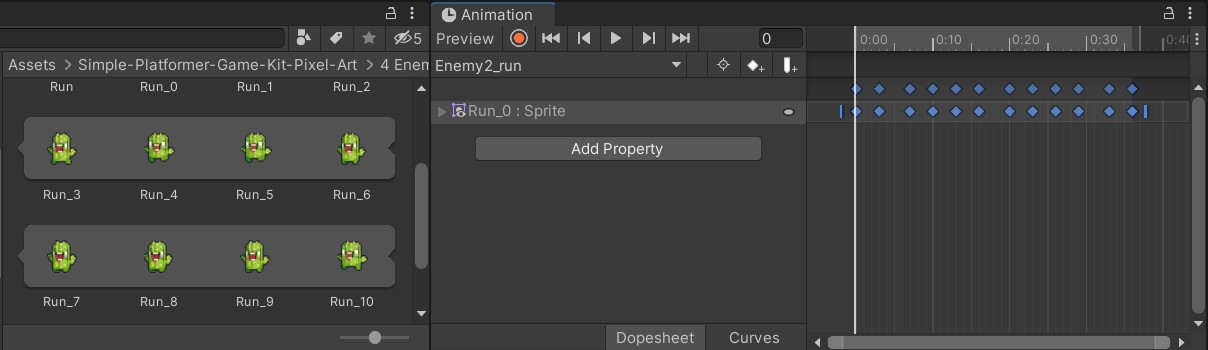 5
Assets > Simple-Platformer-Game-Kit-Pixel-Art > 4 Enem
Run Run_0 Run_1 Run_2
Run_3 Run_4 Run_5 Run_6
Run_7 Run_8 Run_9 Run_10
Animation
Preview 0
Enemy2_run
Run_0 : Sprite
Add Property
Dopesheet Curves
0:00 0:10 0:20 0:30 0:40